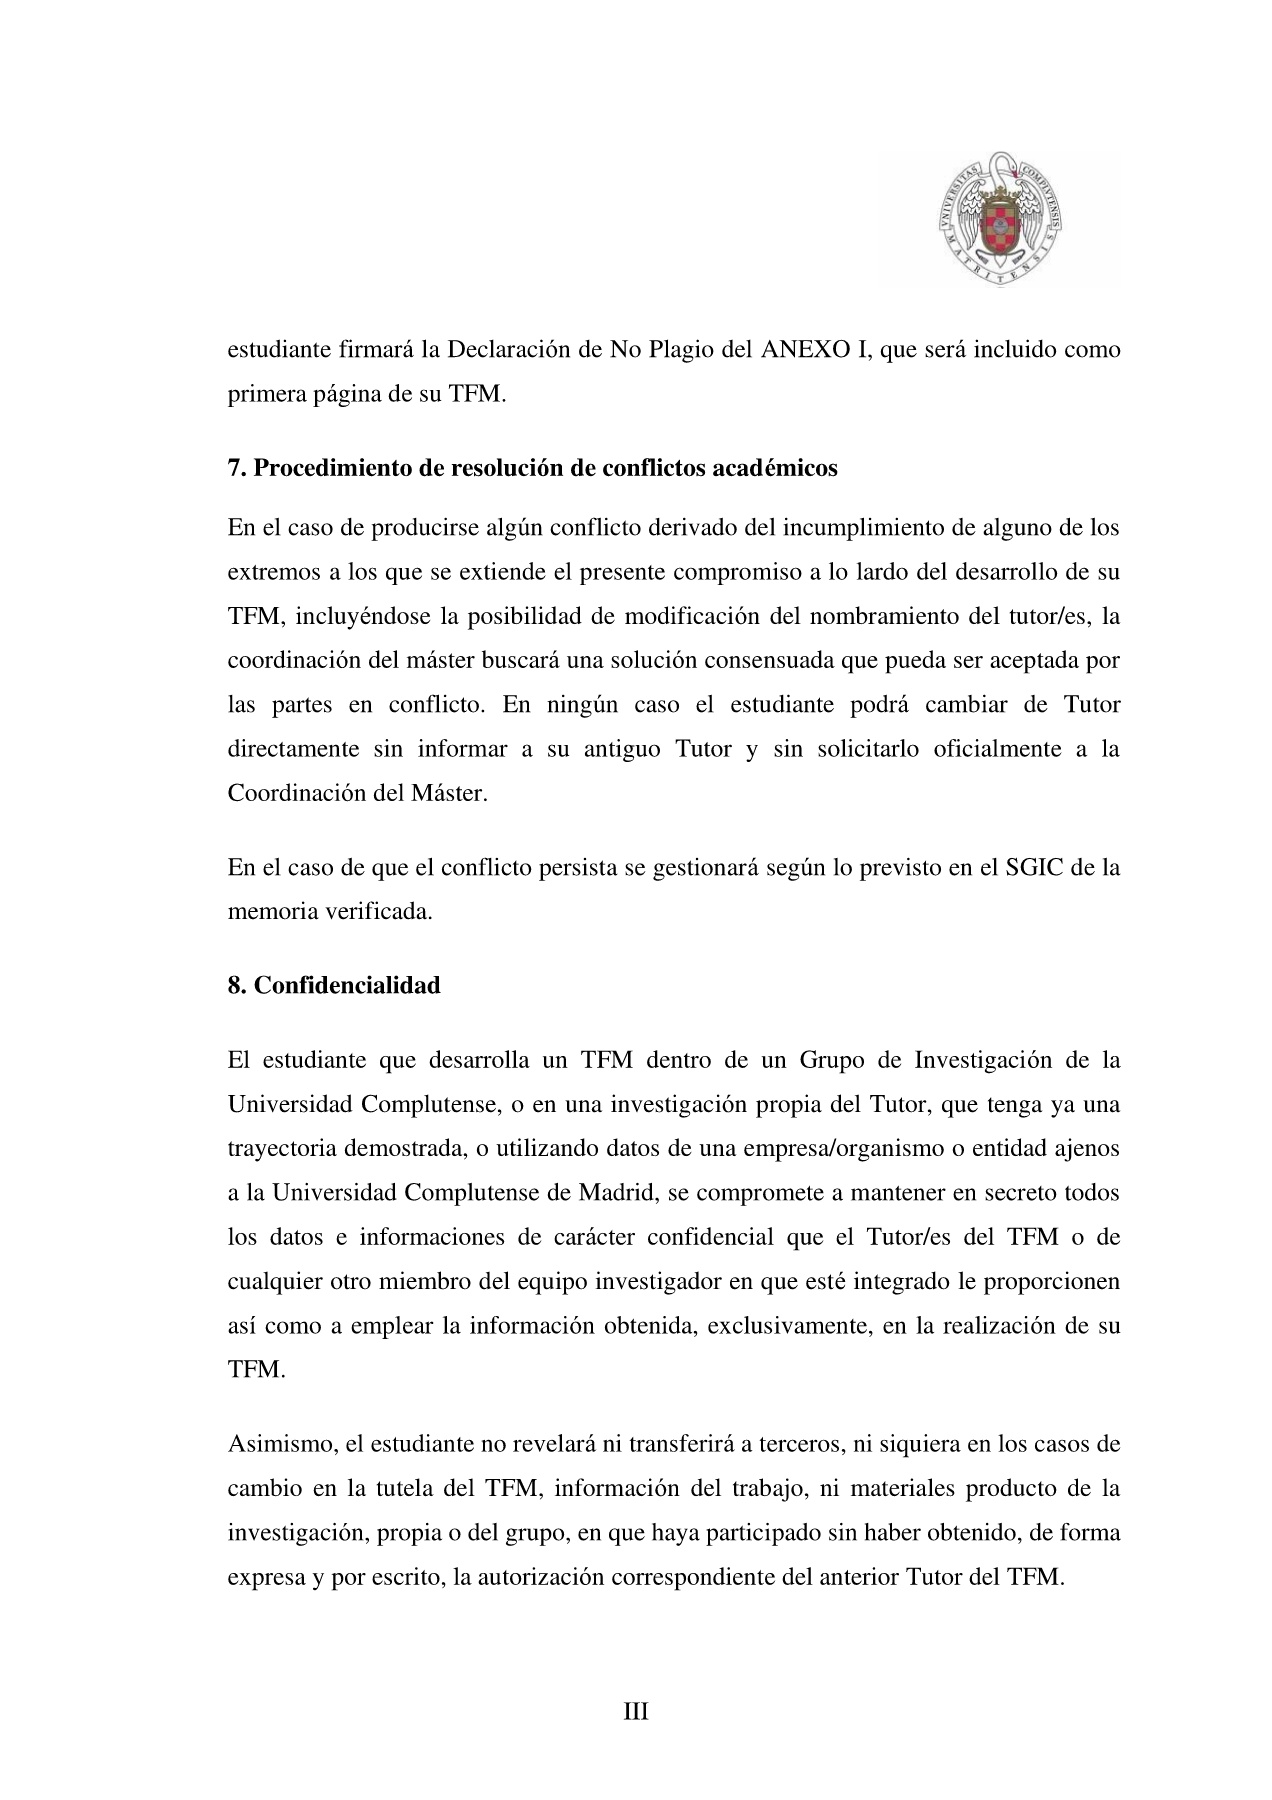 VNIVERSITAS COMPLVTENSIS
MATRITENSIS
estudiante firmará la Declaración de No Plagio del ANEXO I, que será incluido como
primera página de su TFM.
7. Procedimiento de resolución de conflictos académicos
En el caso de producirse algún conflicto derivado del incumplimiento de alguno de los
extremos a los que se extiende el presente compromiso a lo lardo del desarrollo de su
TFM, incluyéndose la posibilidad de modificación del nombramiento del tutor/es, la
coordinación del máster buscará una solución consensuada que pueda ser aceptada por
las partes en conflicto. En ningún caso el estudiante podrá cambiar de Tutor
directamente sin informar a su antiguo Tutor y sin solicitarlo oficialmente a la
Coordinación del Máster.
En el caso de que el conflicto persista se gestionará según lo previsto en el SGIC de la
memoria verificada.
8. Confidencialidad
El estudiante que desarrolla un TFM dentro de un Grupo de Investigación de la
Universidad Complutense, o en una investigación propia del Tutor, que tenga ya una
trayectoria demostrada, o utilizando datos de una empresa/organismo o entidad ajenos
a la Universidad Complutense de Madrid, se compromete a mantener en secreto todos
los datos e informaciones de carácter confidencial que el Tutor/es del TFM o de
cualquier otro miembro del equipo investigador en que esté integrado le proporcionen
así como a emplear la información obtenida, exclusivamente, en la realización de su
TFM.
Asimismo, el estudiante no revelará ni transferirá a terceros, ni siquiera en los casos de
cambio en la tutela del TFM, información del trabajo, ni materiales producto de la
investigación, propia o del grupo, en que haya participado sin haber obtenido, de forma
expresa y por escrito, la autorización correspondiente del anterior Tutor del TFM.
III